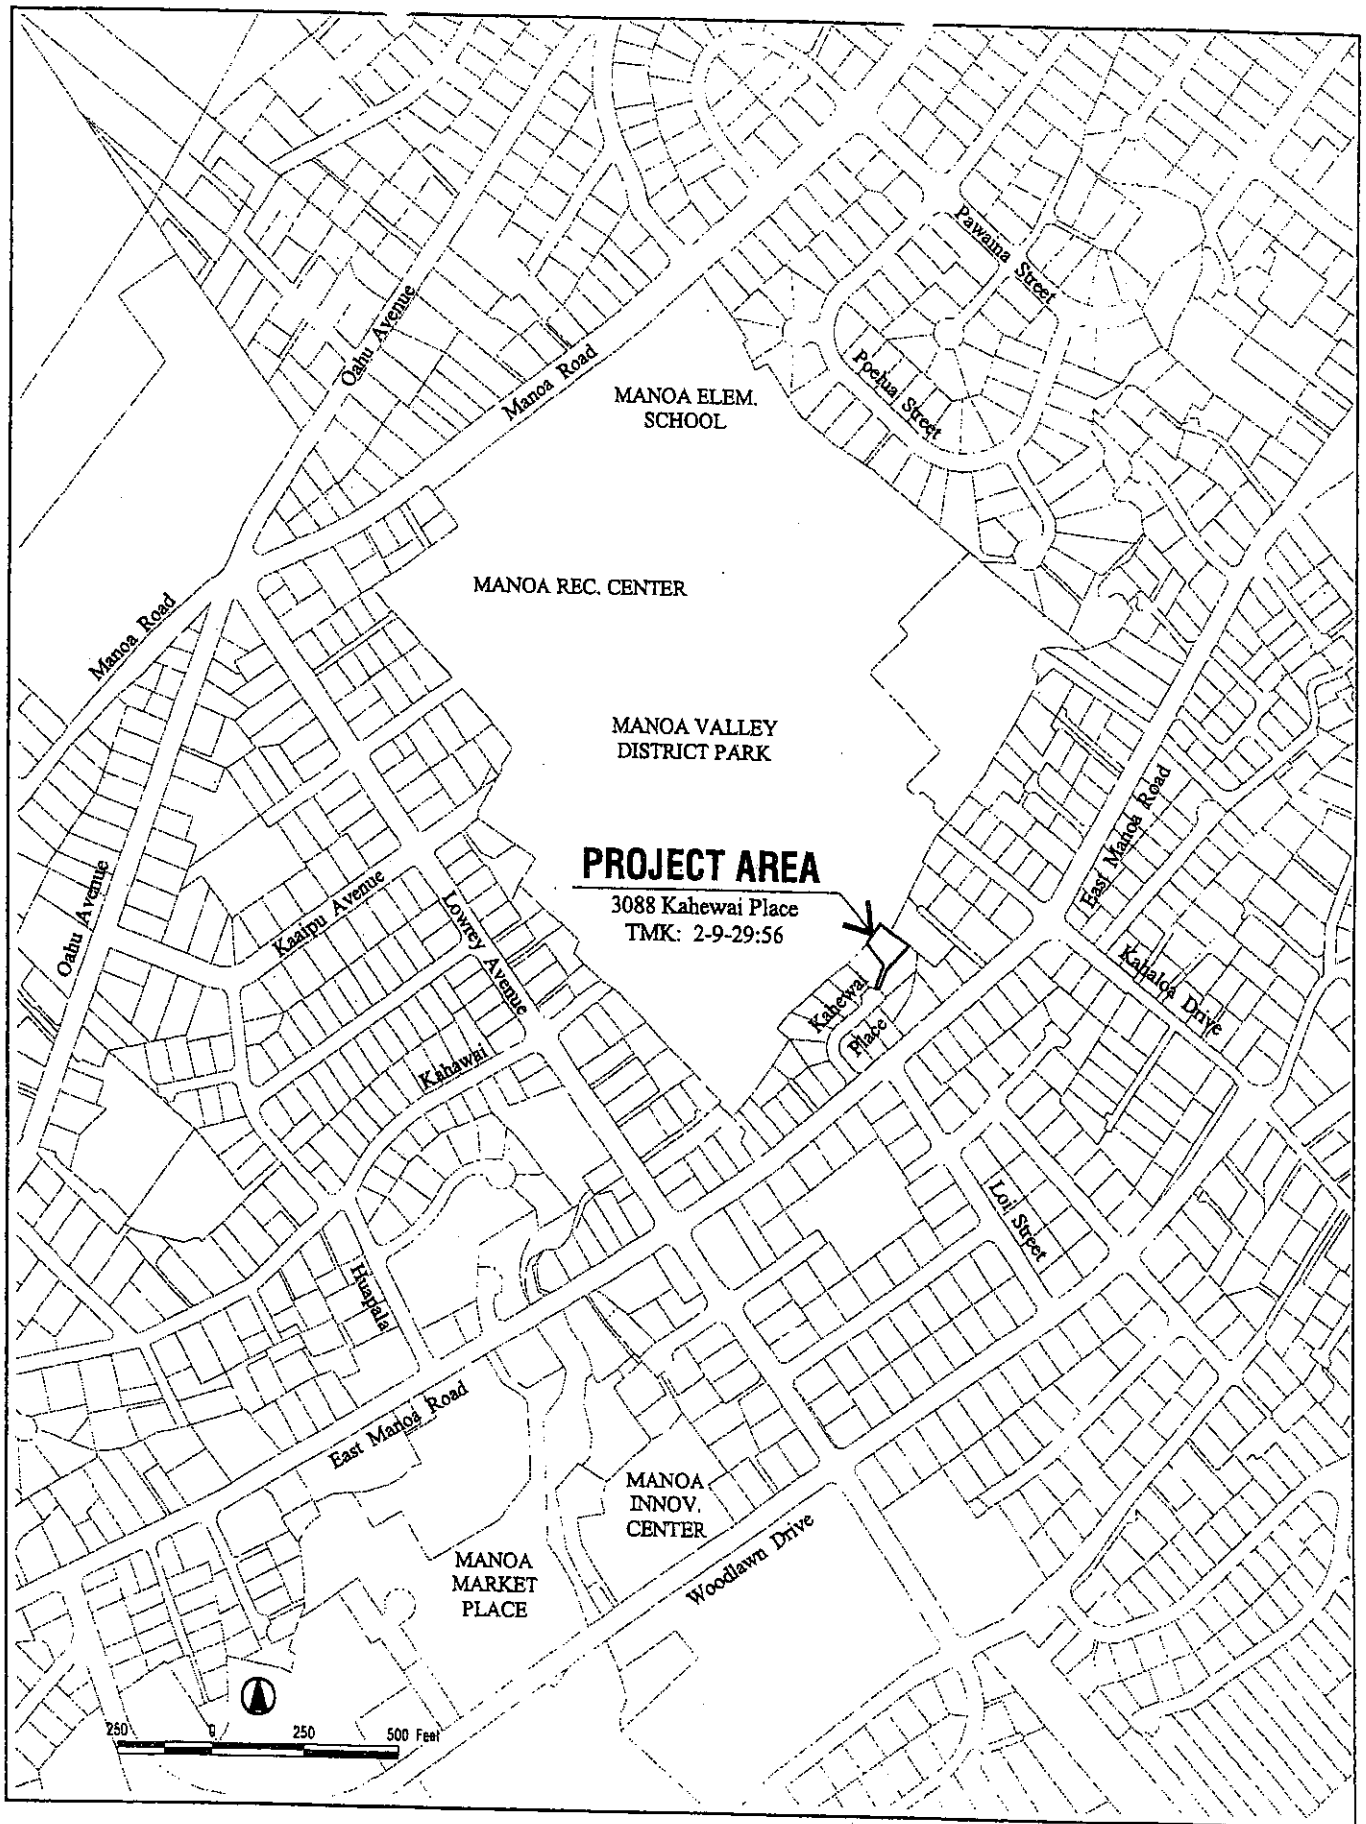 Pawaina Street
Oahu Avenue
Manoa Road
Poelua Street
MANOA ELEM.
SCHOOL
MANOA REC. CENTER
Manoa Road
MANOA VALLEY
DISTRICT PARK
East Manoa Road
PROJECT AREA
3088 Kahewai Place
TMK: 2-9-29:56
Oahu Avenue
Kaaipu Avenue
Lowrey Avenue
Kahaloa Drive
Kahewai
Place
Kahawai
Loi Street
Huapala
East Manoa Road
MANOA
INNOV.
CENTER
MANOA
MARKET
PLACE
Woodlawn Drive
250 0 250 500 Feet